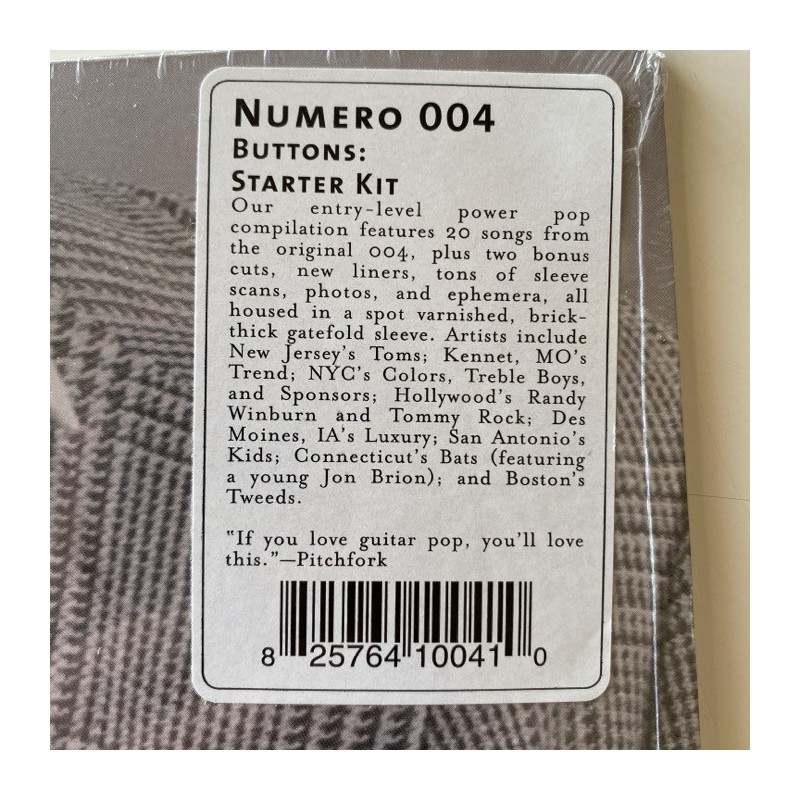 NUMERO 004
BUTTONS:
STARTER KIT
Our entry-level power pop
compilation features 20 songs from
the original 004, plus two bonus
cuts, new liners, tons of sleeve
scans, photos, and ephemera, all
housed in a spot varnished, brick-
thick gatefold sleeve. Artists include
New Jersey's Toms; Kennet, MO's
Trend; NYC's Colors, Treble Boys,
and Sponsors; Hollywood's Randy
Winburn and Tommy Rock; Des
Moines, IA's Luxury; San Antonio's
Kids; Connecticut's Bats (featuring
a young Jon Brion); and Boston's
Tweeds.
"If you love guitar pop, you'll love
this."—Pitchfork
8 25764 10041 0